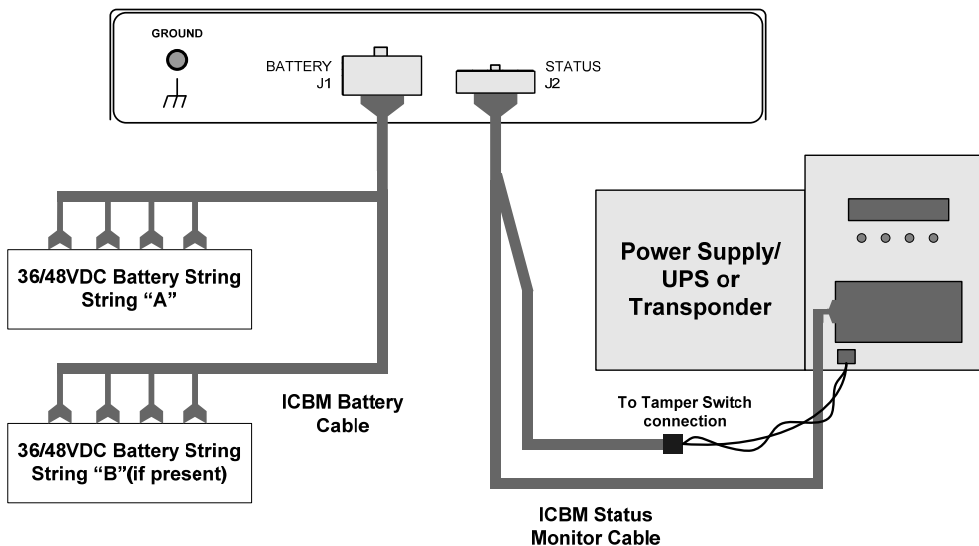 GROUND
BATTERY
J1
STATUS
J2
36/48VDC Battery String
String “A”
Power Supply/
UPS or
Transponder
ICBM Battery
Cable
To Tamper Switch
connection
36/48VDC Battery String
String “B”(if present)
ICBM Status
Monitor Cable